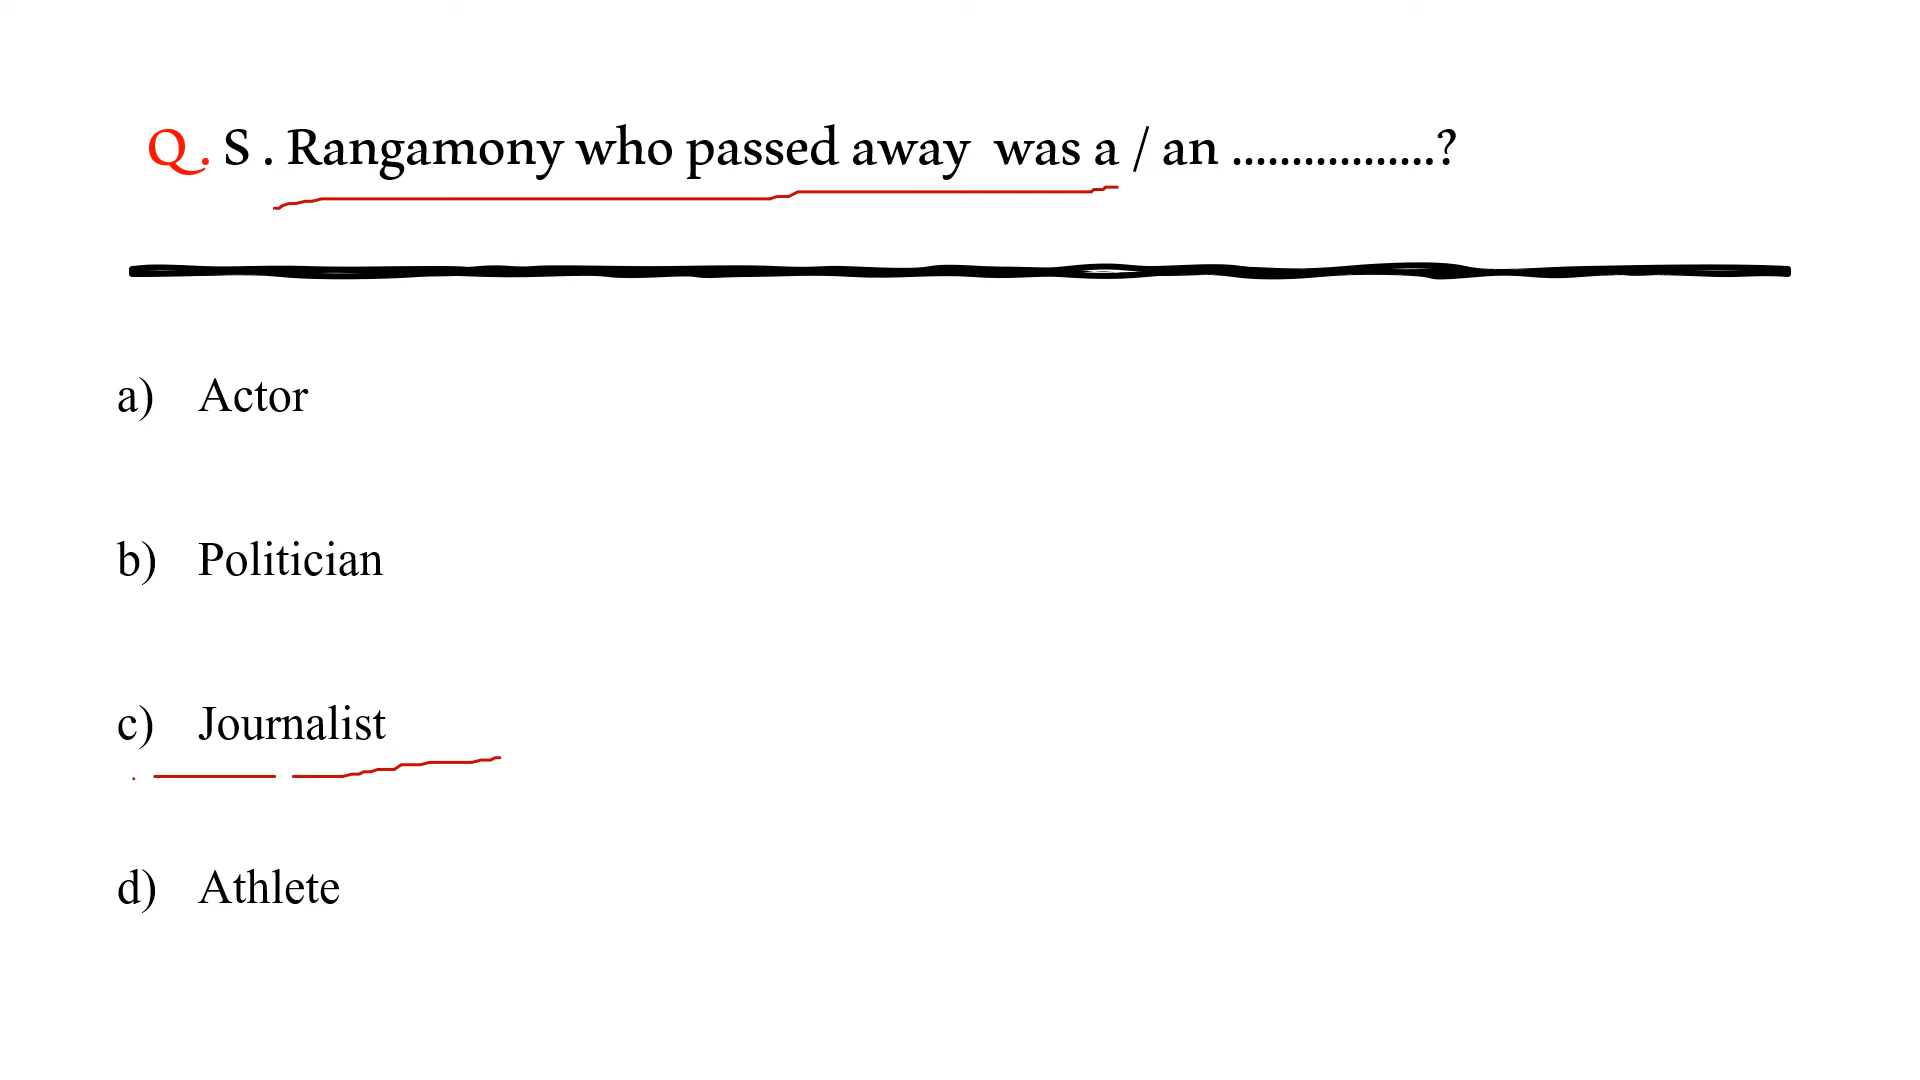 Q . S . Rangamony who passed away was a / an .................?
a) Actor
b) Politician
c) Journalist
d) Athlete